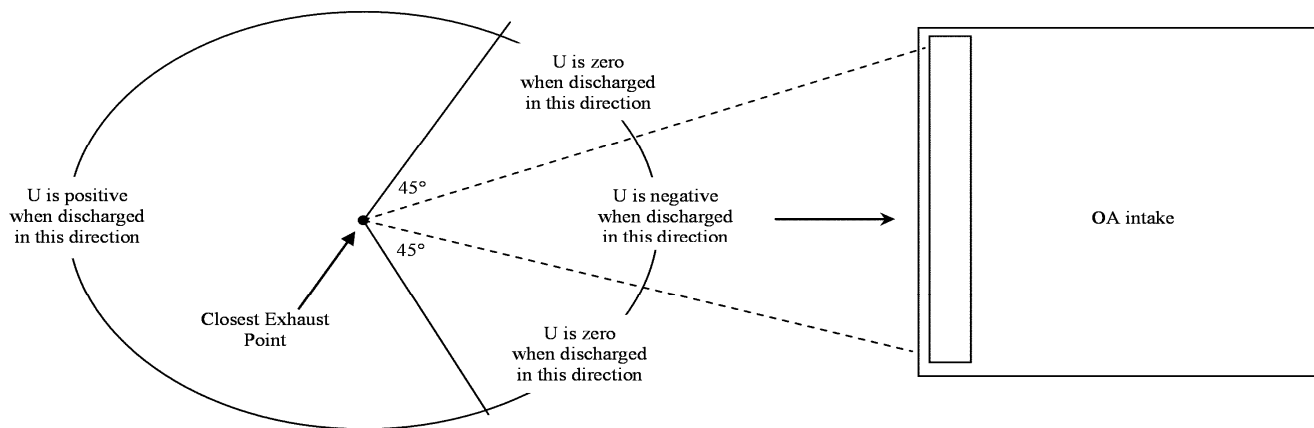 U is zero
when discharged
in this direction
45°
U is positive
when discharged
in this direction
U is negative
when discharged
in this direction
OA intake
45°
Closest Exhaust
Point
U is zero
when discharged
in this direction